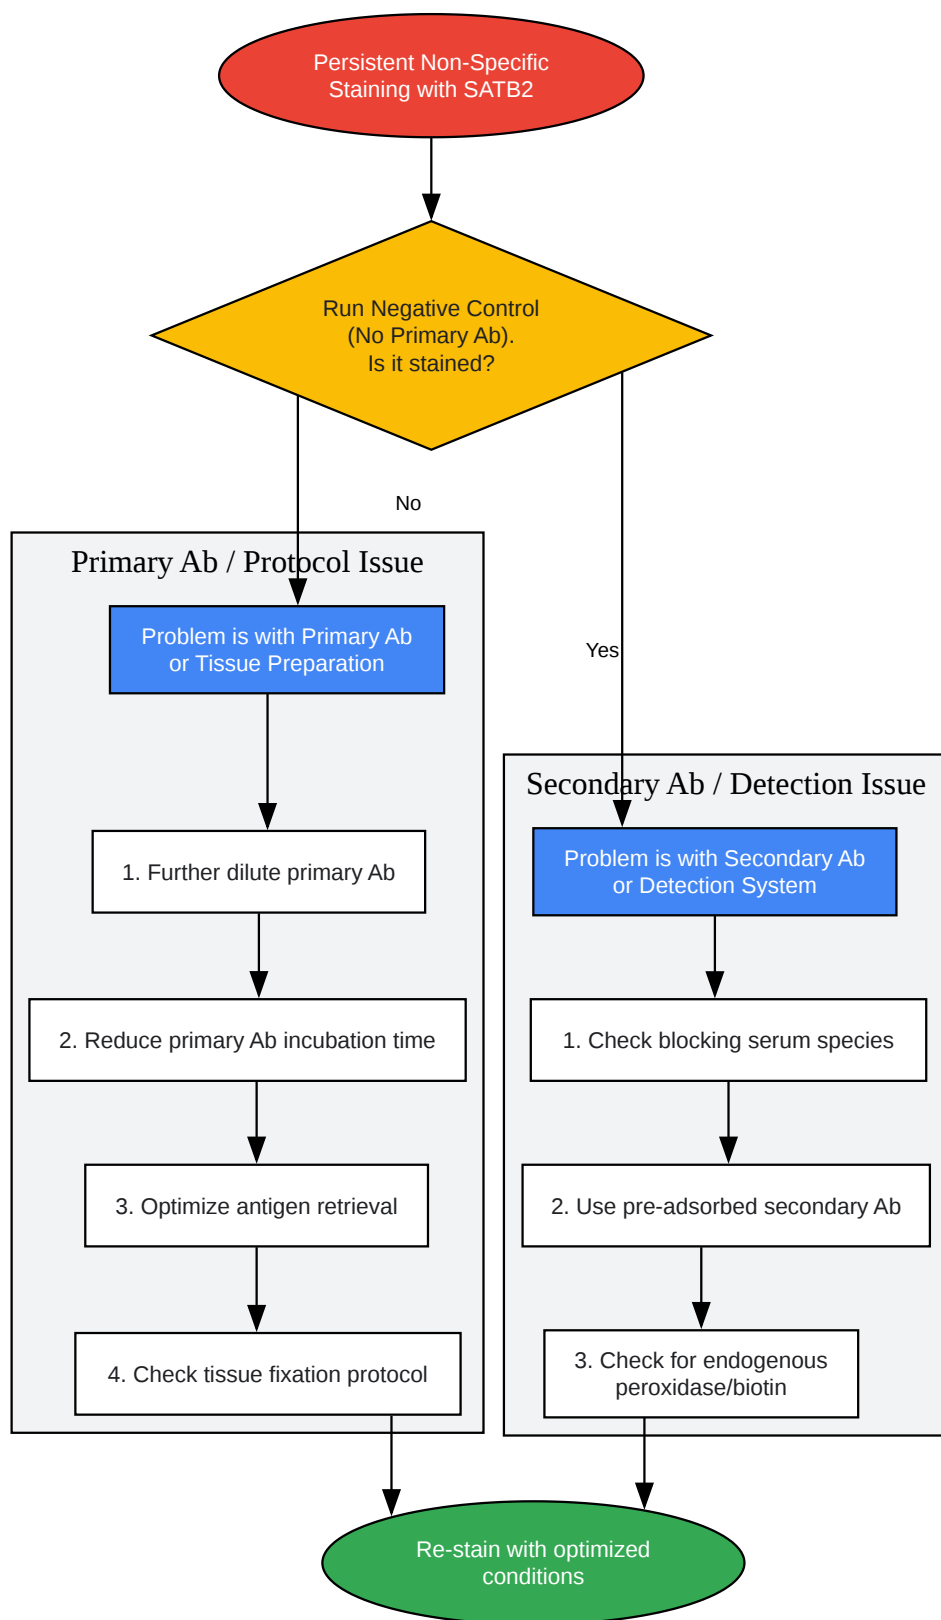 Persistent Non-Specific
Staining with SATB2
Run Negative Control
(No Primary Ab).
Is it stained?
No
Primary Ab / Protocol Issue
Problem is with Primary Ab
or Tissue Preparation
1. Further dilute primary Ab
2. Reduce primary Ab incubation time
3. Optimize antigen retrieval
4. Check tissue fixation protocol
Yes
Secondary Ab / Detection Issue
Problem is with Secondary Ab
or Detection System
1. Check blocking serum species
2. Use pre-adsorbed secondary Ab
3. Check for endogenous
peroxidase/biotin
Re-stain with optimized
conditions